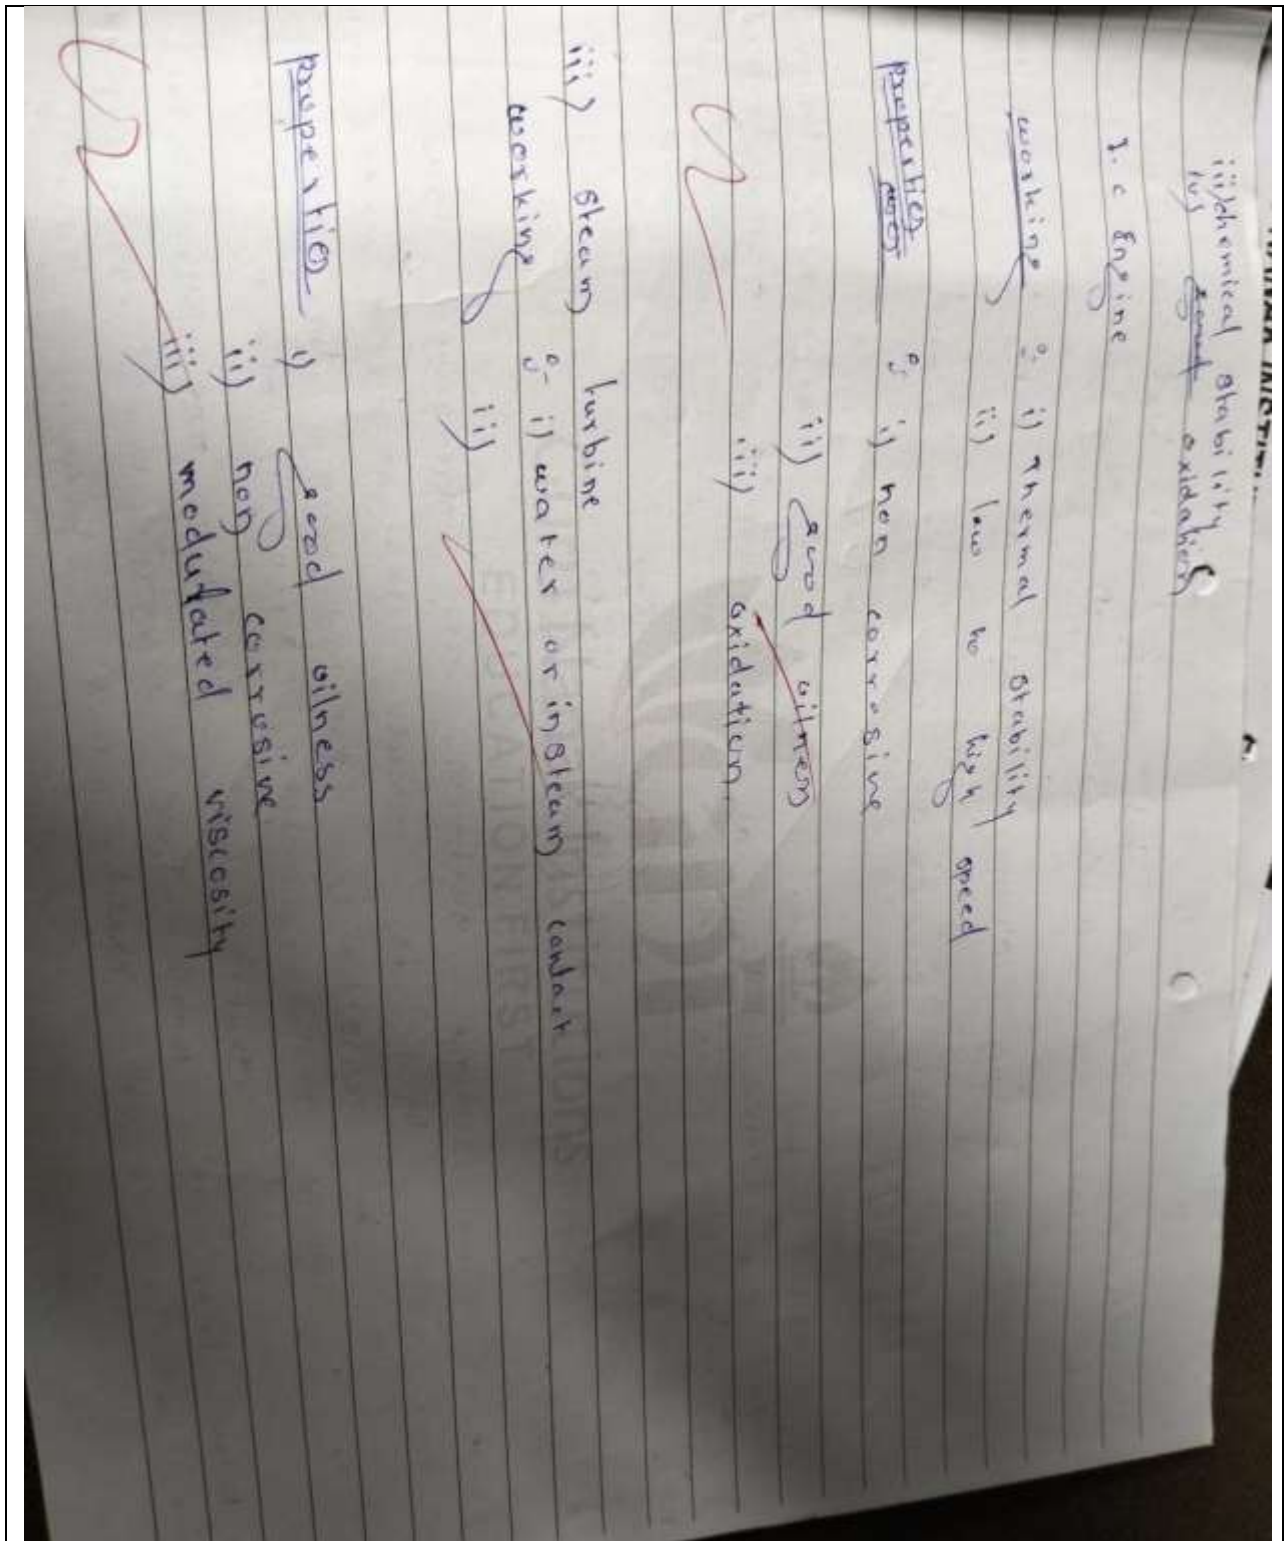 iii) chemical stability
iv) oxidation
I. c Engine
working :- i) Thermal stability
ii) low to high speed
properties :- i) non corrosive
ii) good oilness
iii) oxidation
iii) steam turbine
working :- i) water or in steam contact
ii)
properties i) good oilness
ii) non corrosive
iii) modulated viscosity
EDUCATION FIRST